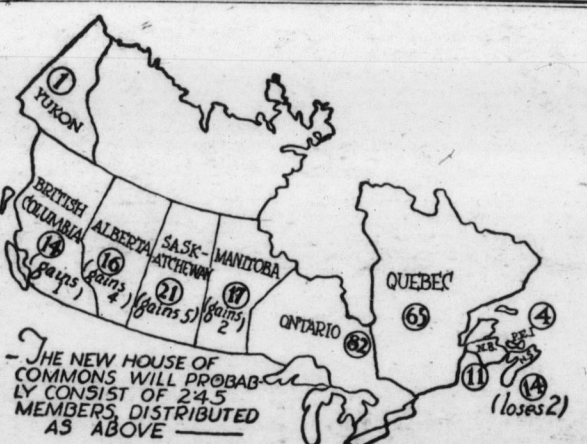 1
YUKON
BRITISH
COLUMBIA
14
(gains
1
ALBERTA
16
(gains
4)
SASK-
ATCHEWAN
21
(gains 5)
MANITOBA
17
(gains
2
ONTARIO
82
QUEBEC
65
4
P.E.I
N.B.
N.S.
11
14
(loses 2)
- THE NEW HOUSE OF
COMMONS WILL PROBAB-
LY CONSIST OF 245
MEMBERS, DISTRIBUTED
AS ABOVE